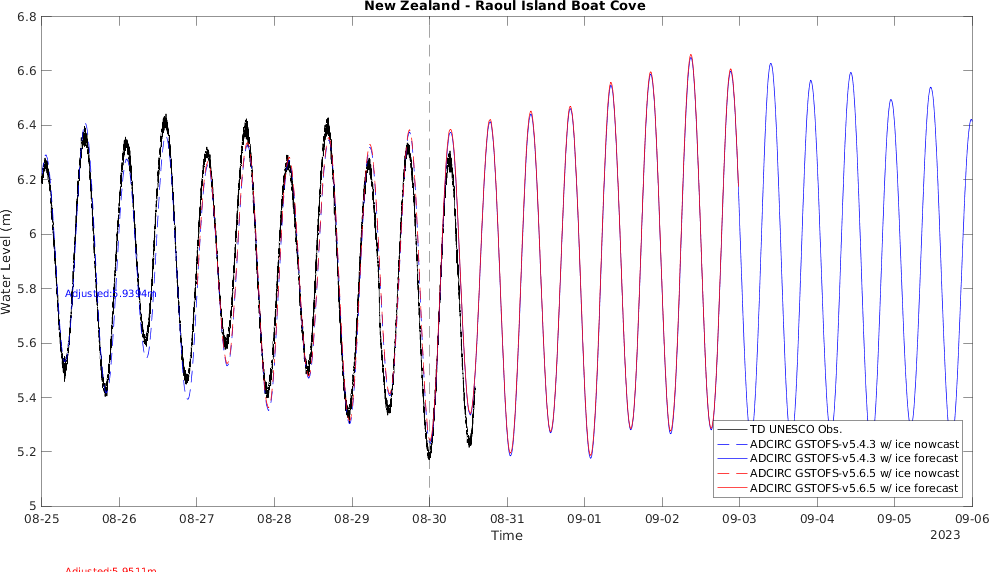 New Zealand - Raoul Island Boat Cove
6.8
6.6
6.4
6.2
6
5.8
5.6
5.4
5.2
5
Water Level (m)
Adjusted:5.9394m
TD UNESCO Obs.
ADCIRC GSTOFS-v5.4.3 w/ ice nowcast
ADCIRC GSTOFS-v5.4.3 w/ ice forecast
ADCIRC GSTOFS-v5.6.5 w/ ice nowcast
ADCIRC GSTOFS-v5.6.5 w/ ice forecast
08-25 08-26 08-27 08-28 08-29 08-30 08-31 09-01 09-02 09-03 09-04 09-05 09-06
Time
2023
Adjusted:5.9511m